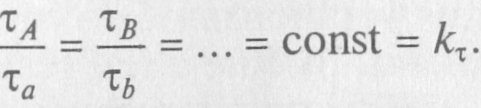 τ_A/τ_a = τ_B/τ_b = ... = const = k_τ.